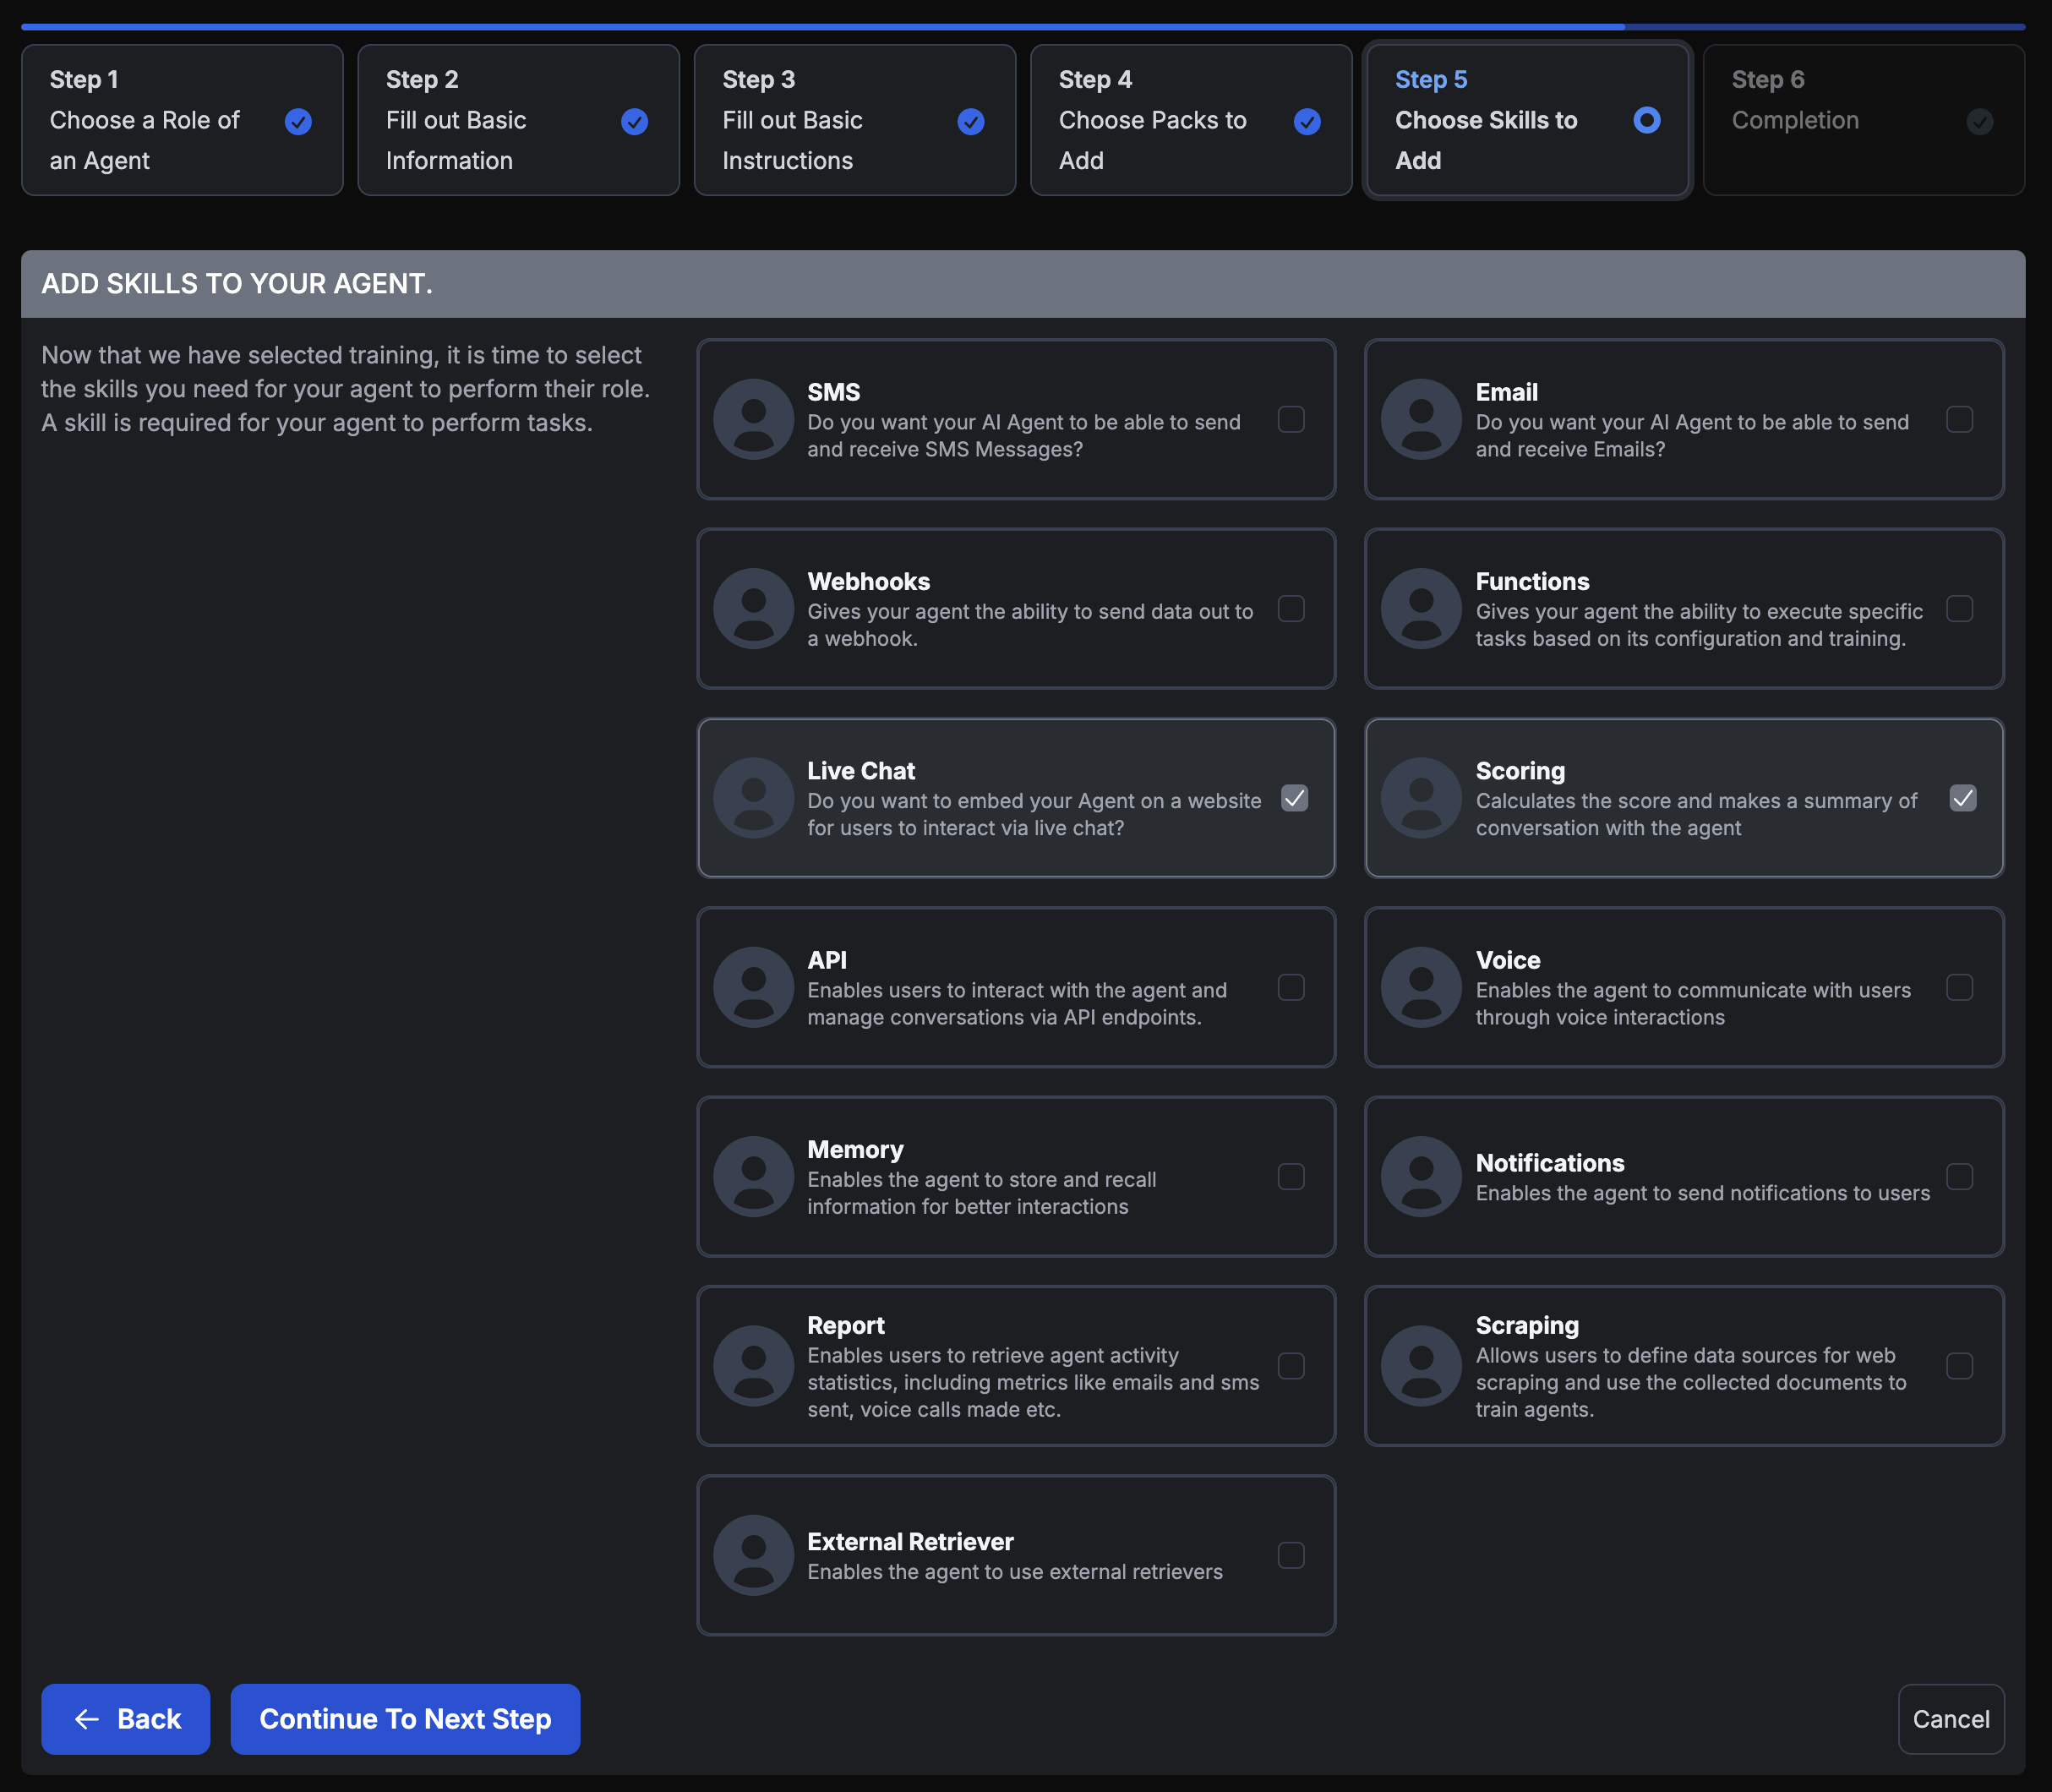 Step 1
Choose a Role of
an Agent
Step 2
Fill out Basic
Information
Step 3
Fill out Basic
Instructions
Step 4
Choose Packs to
Add
Step 5
Choose Skills to
Add
Step 6
Completion
ADD SKILLS TO YOUR AGENT.
Now that we have selected training, it is time to select
the skills you need for your agent to perform their role.
A skill is required for your agent to perform tasks.
SMS
Do you want your AI Agent to be able to send
and receive SMS Messages?
Email
Do you want your AI Agent to be able to send
and receive Emails?
Webhooks
Gives your agent the ability to send data out to
a webhook.
Functions
Gives your agent the ability to execute specific
tasks based on its configuration and training.
Live Chat
Do you want to embed your Agent on a website
for users to interact via live chat?
Scoring
Calculates the score and makes a summary of
conversation with the agent
API
Enables users to interact with the agent and
manage conversations via API endpoints.
Voice
Enables the agent to communicate with users
through voice interactions
Memory
Enables the agent to store and recall
information for better interactions
Notifications
Enables the agent to send notifications to users
Report
Enables users to retrieve agent activity
statistics, including metrics like emails and sms
sent, voice calls made etc.
Scraping
Allows users to define data sources for web
scraping and use the collected documents to
train agents.
External Retriever
Enables the agent to use external retrievers
Back
Continue To Next Step
Cancel